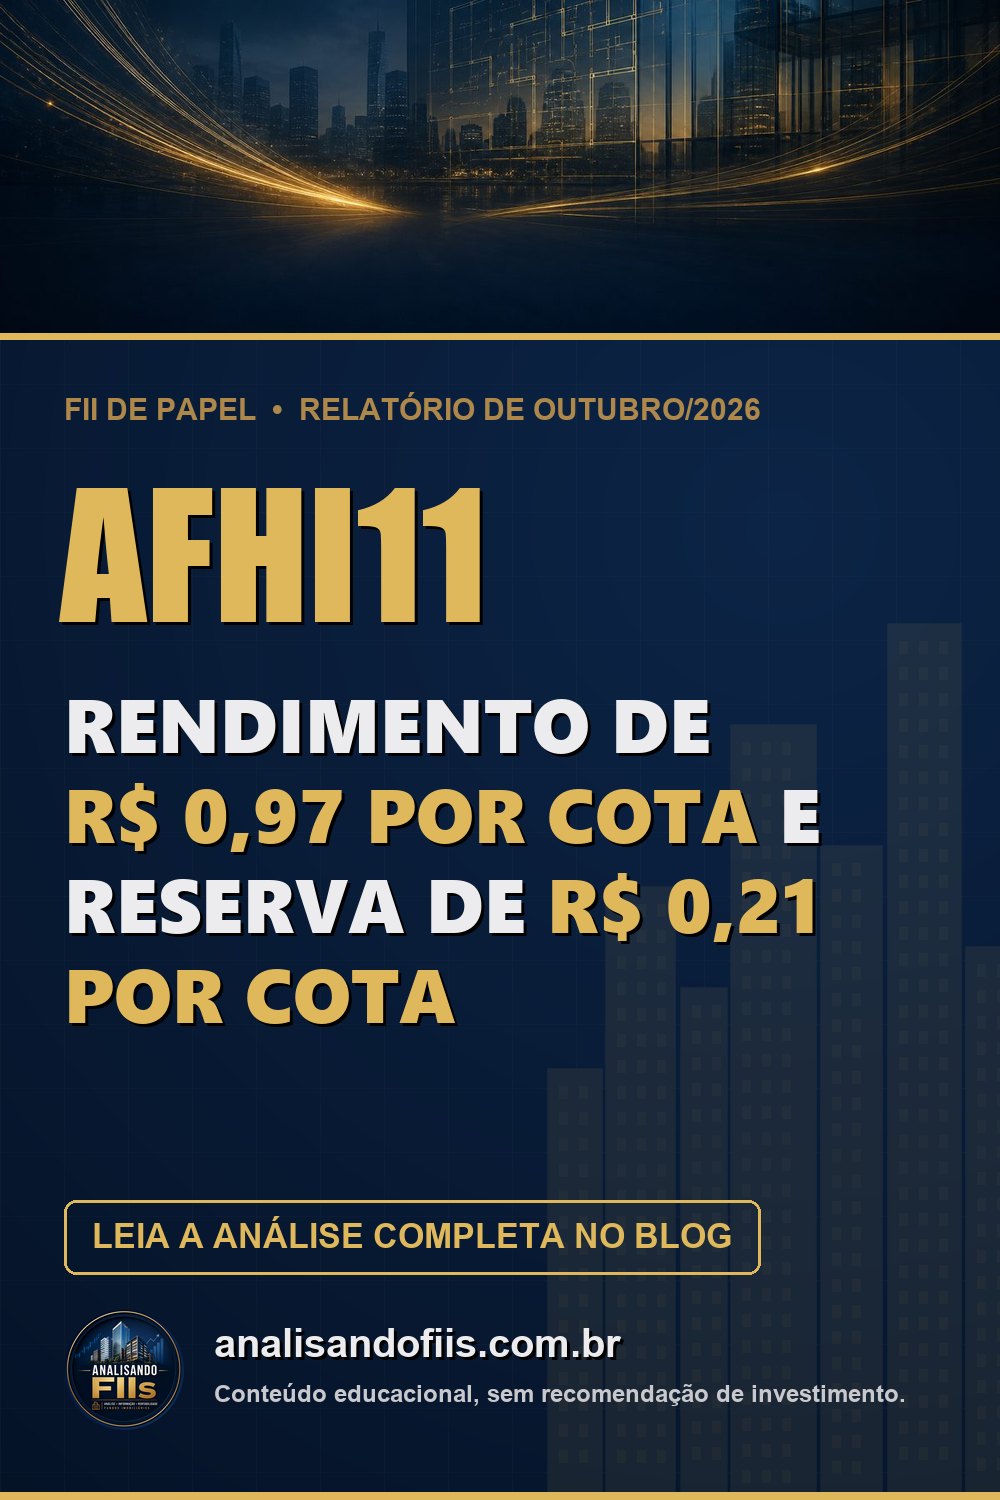 FII DE PAPEL • RELATÓRIO DE OUTUBRO/2026
AFHI11
RENDIMENTO DE
R$ 0,97 POR COTA E
RESERVA DE R$ 0,21
POR COTA
LEIA A ANÁLISE COMPLETA NO BLOG
ANALISANDO
FIIs
analisandofiis.com.br
Conteúdo educacional, sem recomendação de investimento.